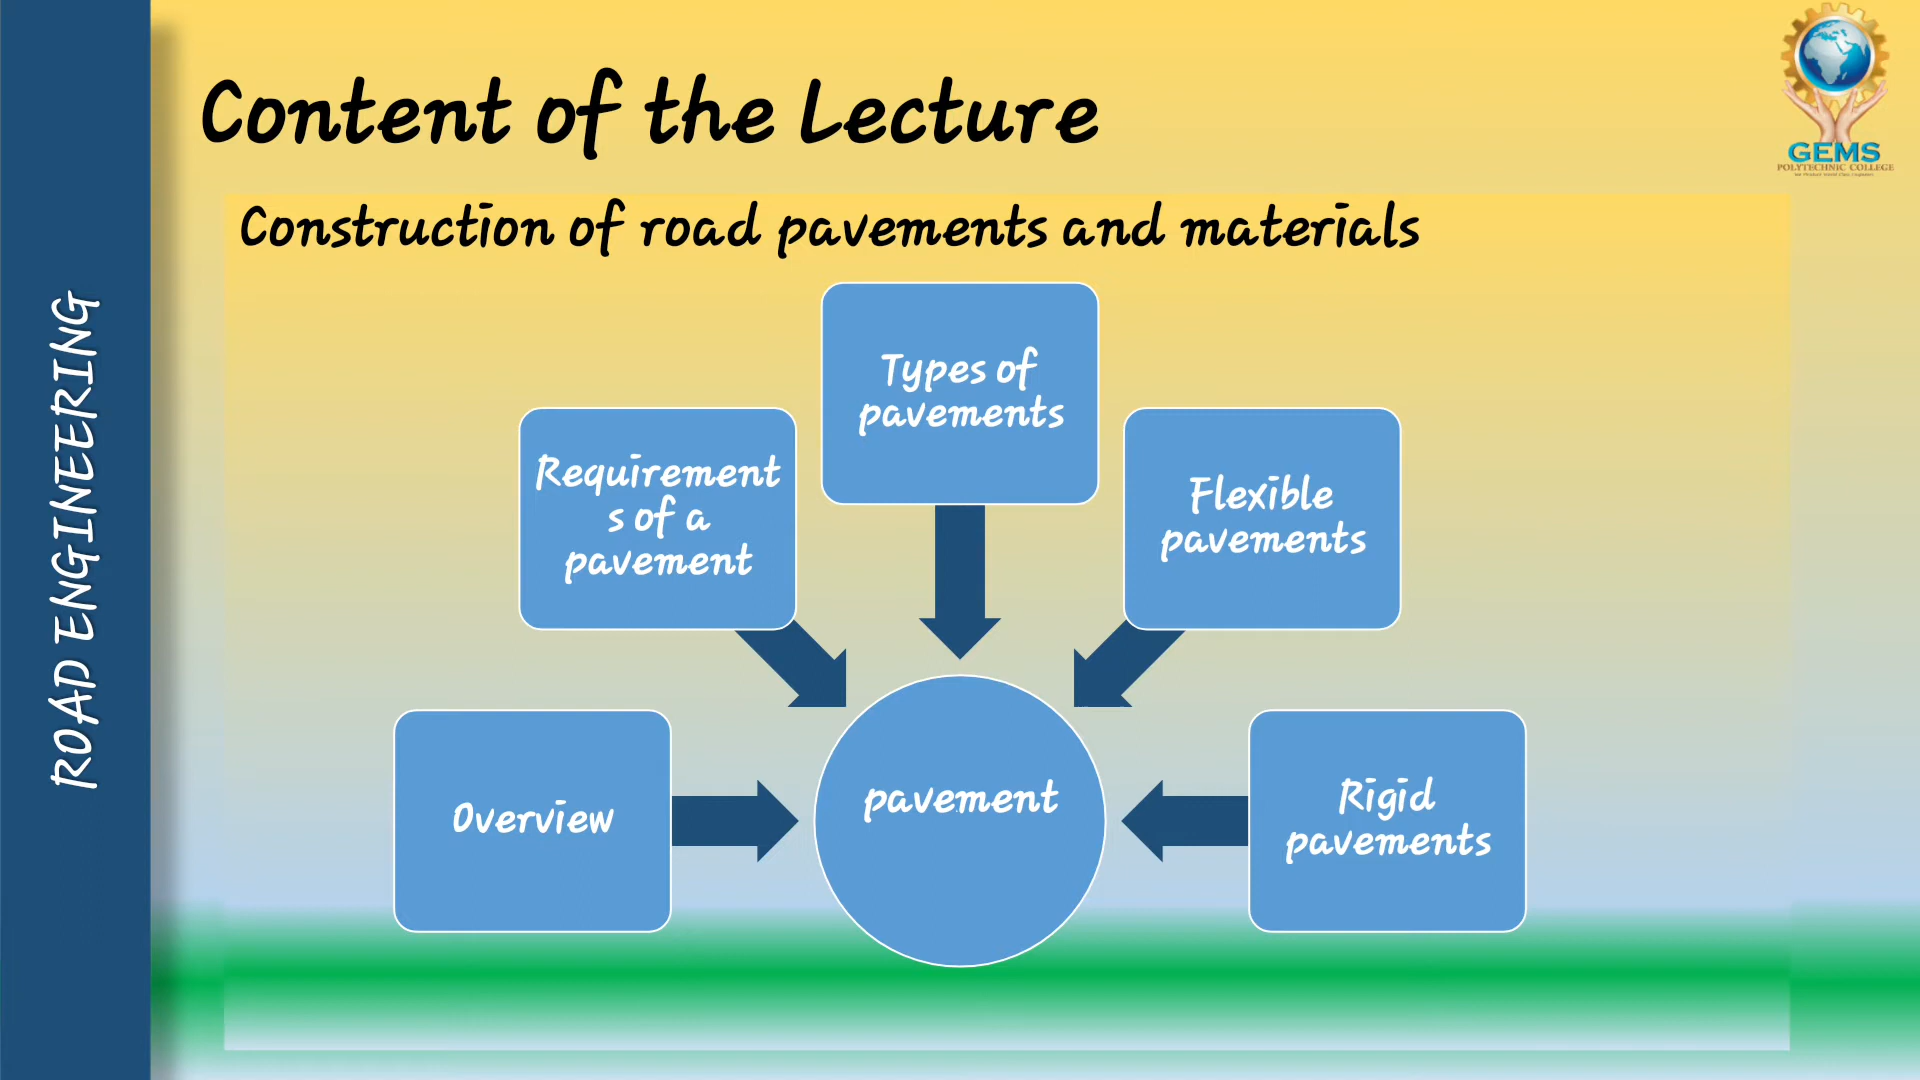 Content of the Lecture
GEMS
POLYTECHNIC COLLEGE
Construction of road pavements and materials
ROAD ENGINEERING
Types of
pavements
Requirement
s of a
pavement
Flexible
pavements
Overview
pavement
Rigid
pavements